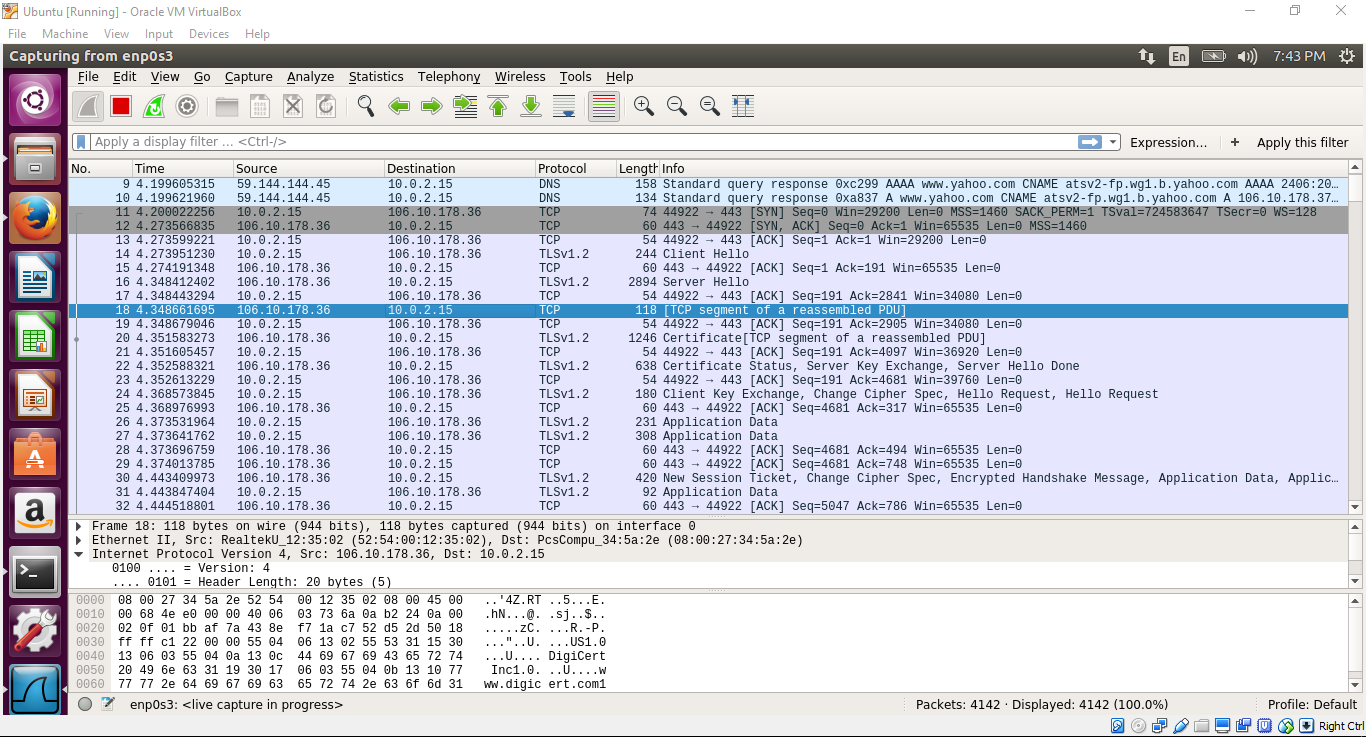 Ubuntu [Running] - Oracle VM VirtualBox
File Machine View Input Devices Help
Capturing from enp0s3 En 7:43 PM
File Edit View Go Capture Analyze Statistics Telephony Wireless Tools Help
Apply a display filter ... <Ctrl-/> Expression... + Apply this filter
No. Time Source Destination Protocol Length Info
9 4.199605315 59.144.144.45 10.0.2.15 DNS 158 Standard query response 0xc299 AAAA www.yahoo.com CNAME atsv2-fp.wg1.b.yahoo.com AAAA 2406:20...
10 4.199621960 59.144.144.45 10.0.2.15 DNS 134 Standard query response 0xa837 A www.yahoo.com CNAME atsv2-fp.wg1.b.yahoo.com A 106.10.178.37...
11 4.200022256 10.0.2.15 106.10.178.36 TCP 74 44922 → 443 [SYN] Seq=0 Win=29200 Len=0 MSS=1460 SACK_PERM=1 TSval=724583647 TSecr=0 WS=128
12 4.273566835 106.10.178.36 10.0.2.15 TCP 60 443 → 44922 [SYN, ACK] Seq=0 Ack=1 Win=65535 Len=0 MSS=1460
13 4.273599221 10.0.2.15 106.10.178.36 TCP 54 44922 → 443 [ACK] Seq=1 Ack=1 Win=29200 Len=0
14 4.273951230 10.0.2.15 106.10.178.36 TLSv1.2 244 Client Hello
15 4.274191348 106.10.178.36 10.0.2.15 TCP 60 443 → 44922 [ACK] Seq=1 Ack=191 Win=65535 Len=0
16 4.348412402 106.10.178.36 10.0.2.15 TLSv1.2 2894 Server Hello
17 4.348443294 10.0.2.15 106.10.178.36 TCP 54 44922 → 443 [ACK] Seq=191 Ack=2841 Win=34080 Len=0
18 4.348661695 106.10.178.36 10.0.2.15 TCP 118 [TCP segment of a reassembled PDU]
19 4.348679046 10.0.2.15 106.10.178.36 TCP 54 44922 → 443 [ACK] Seq=191 Ack=2905 Win=34080 Len=0
20 4.351583273 106.10.178.36 10.0.2.15 TLSv1.2 1246 Certificate[TCP segment of a reassembled PDU]
21 4.351605457 10.0.2.15 106.10.178.36 TCP 54 44922 → 443 [ACK] Seq=191 Ack=4097 Win=36920 Len=0
22 4.352588321 106.10.178.36 10.0.2.15 TLSv1.2 638 Certificate Status, Server Key Exchange, Server Hello Done
23 4.352613229 10.0.2.15 106.10.178.36 TCP 54 44922 → 443 [ACK] Seq=191 Ack=4681 Win=39760 Len=0
24 4.368573845 10.0.2.15 106.10.178.36 TLSv1.2 180 Client Key Exchange, Change Cipher Spec, Hello Request, Hello Request
25 4.368976993 106.10.178.36 10.0.2.15 TCP 60 443 → 44922 [ACK] Seq=4681 Ack=317 Win=65535 Len=0
26 4.373531964 10.0.2.15 106.10.178.36 TLSv1.2 231 Application Data
27 4.373641762 10.0.2.15 106.10.178.36 TLSv1.2 308 Application Data
28 4.373696759 106.10.178.36 10.0.2.15 TCP 60 443 → 44922 [ACK] Seq=4681 Ack=494 Win=65535 Len=0
29 4.374013785 106.10.178.36 10.0.2.15 TCP 60 443 → 44922 [ACK] Seq=4681 Ack=748 Win=65535 Len=0
30 4.443409973 106.10.178.36 10.0.2.15 TLSv1.2 420 New Session Ticket, Change Cipher Spec, Encrypted Handshake Message, Application Data, Applic...
31 4.443847404 10.0.2.15 106.10.178.36 TLSv1.2 92 Application Data
32 4.444518801 106.10.178.36 10.0.2.15 TCP 60 443 → 44922 [ACK] Seq=5047 Ack=786 Win=65535 Len=0
Frame 18: 118 bytes on wire (944 bits), 118 bytes captured (944 bits) on interface 0
Ethernet II, Src: RealtekU_12:35:02 (52:54:00:12:35:02), Dst: PcsCompu_34:5a:2e (08:00:27:34:5a:2e)
Internet Protocol Version 4, Src: 106.10.178.36, Dst: 10.0.2.15
0100 .... = Version: 4
.... 0101 = Header Length: 20 bytes (5)
0000 08 00 27 34 5a 2e 52 54 00 12 35 02 08 00 45 00 ..'4Z.RT ..5...E.
0010 00 68 4e e0 00 00 40 06 03 73 6a 0a b2 24 0a 00 .hN...@. .sj..$..
0020 02 0f 01 bb af 7a 43 8e f7 1a c7 52 d5 2d 50 18 .....zC. ...R.-P.
0030 ff ff c1 22 00 00 55 04 06 13 02 55 53 31 15 30 ..."..U. ...US1.0
0040 13 06 03 55 04 0a 13 0c 44 69 67 69 43 65 72 74 ...U.... DigiCert
0050 20 49 6e 63 31 19 30 17 06 03 55 04 0b 13 10 77 Inc1.0. ..U....w
0060 77 77 2e 64 69 67 69 63 65 72 74 2e 63 6f 6d 31 ww.digic ert.com1
enp0s3: <live capture in progress> Packets: 4142 · Displayed: 4142 (100.0%) Profile: Default
Right Ctrl